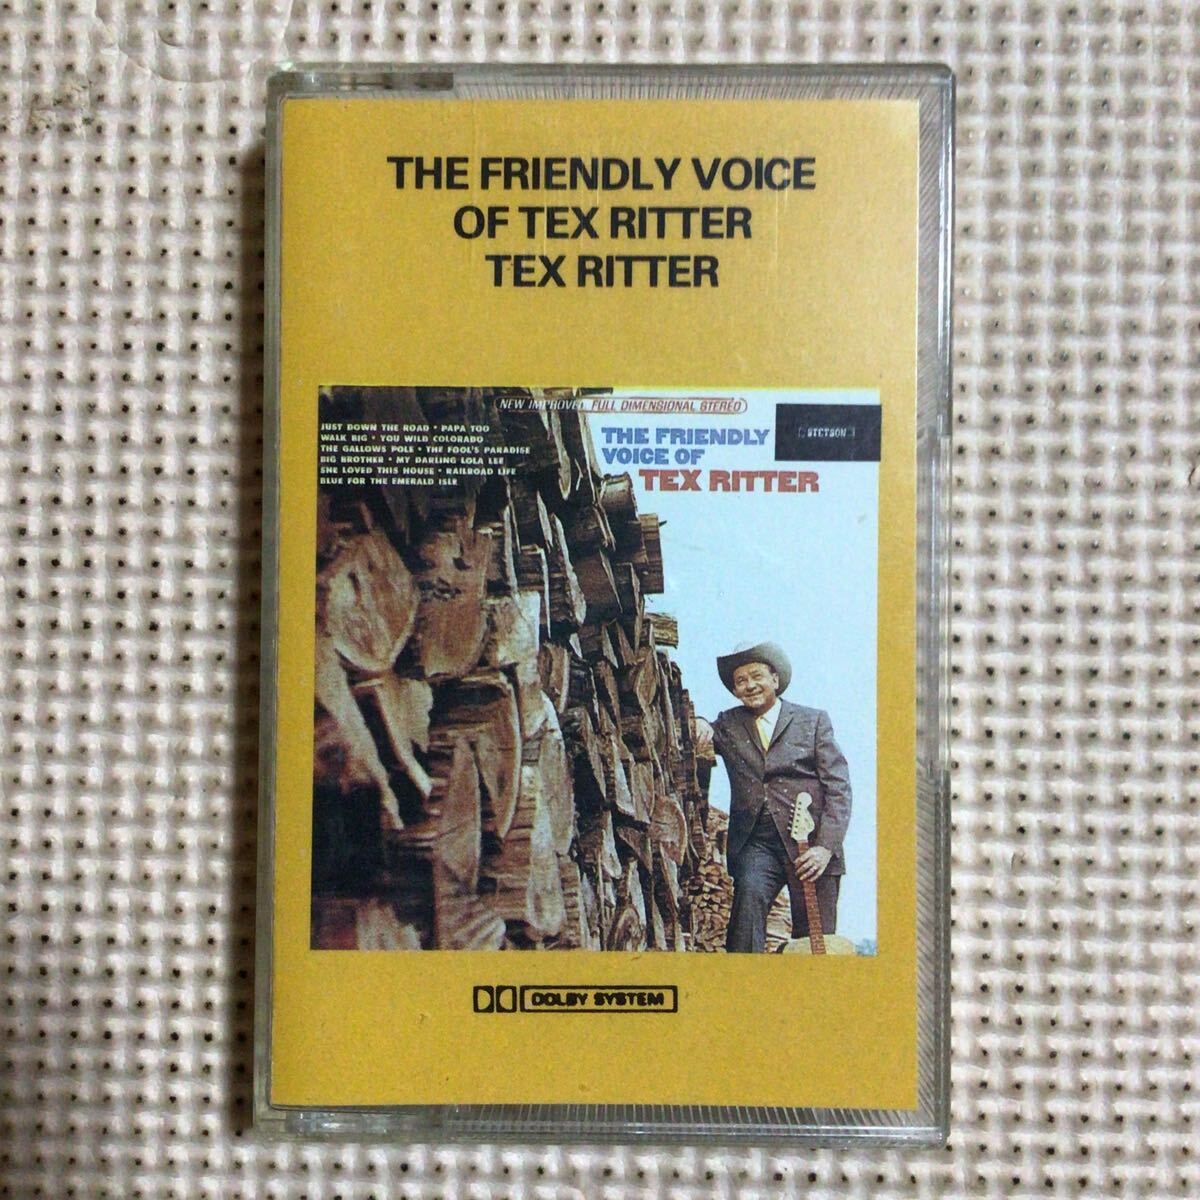 THE FRIENDLY VOICE
OF TEX RITTER
TEX RITTER
NEW IMPROVED FULL DIMENSIONAL STEREO
JUST DOWN THE ROAD • PAPA TOO
WALK BIG • YOU WILD COLORADO
THE GALLOWS POLE • THE FOOL'S PARADISE
BIG BROTHER • MY DARLING LOLA LEE
SHE LOVED THIS HOUSE • RAILROAD LIFE
BLUE FOR THE EMERALD ISLE
THE FRIENDLY
VOICE OF
TEX RITTER
STETSON
DOLBY SYSTEM